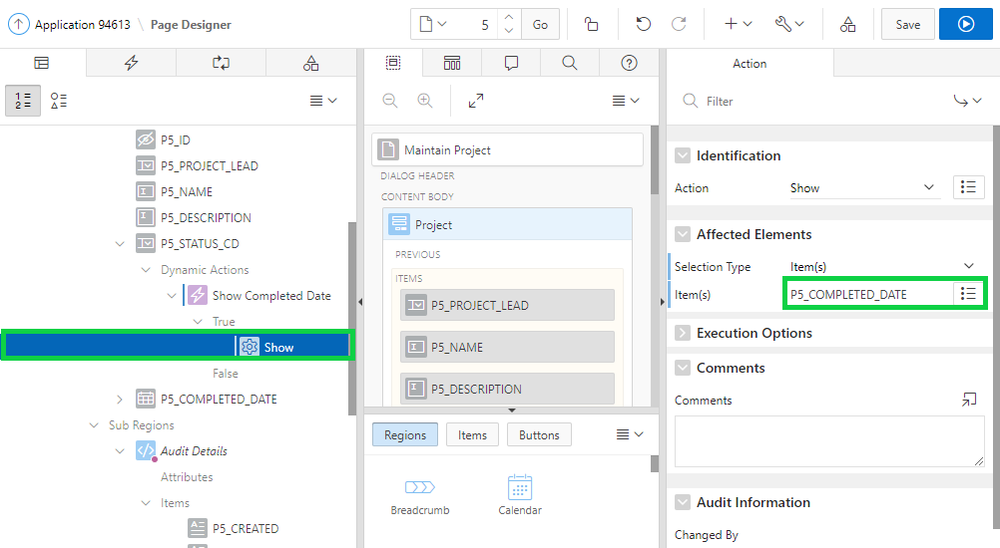 Application 94613 \ Page Designer
5
Go
Save
P5_ID
P5_PROJECT_LEAD
P5_NAME
P5_DESCRIPTION
P5_STATUS_CD
Dynamic Actions
Show Completed Date
True
Show
False
P5_COMPLETED_DATE
Sub Regions
Audit Details
Attributes
Items
P5_CREATED
Maintain Project
DIALOG HEADER
CONTENT BODY
Project
PREVIOUS
ITEMS
P5_PROJECT_LEAD
P5_NAME
P5_DESCRIPTION
Regions
Items
Buttons
Breadcrumb
Calendar
Action
Filter
Identification
Action
Show
Affected Elements
Selection Type
Item(s)
Item(s)
P5_COMPLETED_DATE
Execution Options
Comments
Comments
Audit Information
Changed By